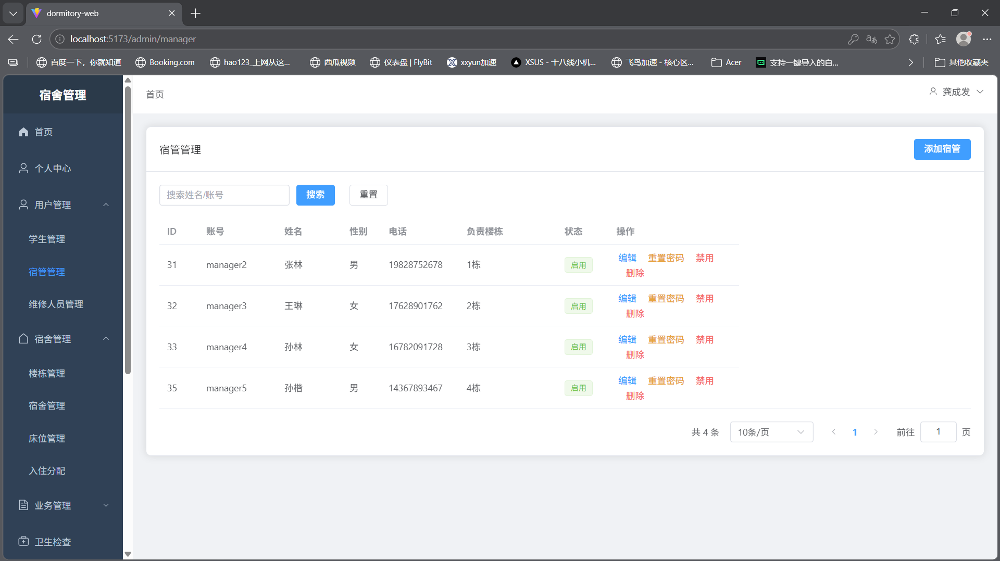 dormitory-web
localhost:5173/admin/manager
百度一下，你就知道 Booking.com hao123_上网从这... 西瓜视频 仪表盘 | FlyBit xxyun加速 XSUS - 十八线小机... 飞鸟加速 - 核心区... Acer 支持一键导入的自... 其他收藏夹
宿舍管理
首页
个人中心
用户管理
学生管理
宿管管理
维修人员管理
宿舍管理
楼栋管理
宿舍管理
床位管理
入住分配
业务管理
卫生检查
首页 龚成发
宿管管理 添加宿管
搜索姓名/账号 搜索 重置
ID 账号 姓名 性别 电话 负责楼栋 状态 操作
31 manager2 张林 男 19828752678 1栋 启用 编辑 重置密码 禁用
删除
32 manager3 王琳 女 17628901762 2栋 启用 编辑 重置密码 禁用
删除
33 manager4 孙林 女 16782091728 3栋 启用 编辑 重置密码 禁用
删除
35 manager5 孙楷 男 14367893467 4栋 启用 编辑 重置密码 禁用
删除
共 4 条 10条/页 1 前往 1 页